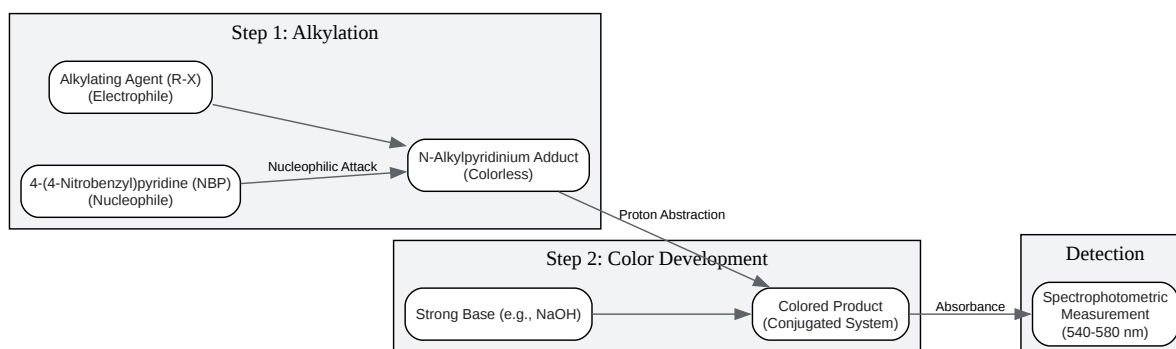 Step 1: Alkylation
Alkylating Agent (R-X)
(Electrophile)
4-(4-Nitrobenzyl)pyridine (NBP)
(Nucleophile)
Nucleophilic Attack
N-Alkylpyridinium Adduct
(Colorless)
Proton Abstraction
Step 2: Color Development
Strong Base (e.g., NaOH)
Colored Product
(Conjugated System)
Absorbance
Detection
Spectrophotometric
Measurement
(540-580 nm)